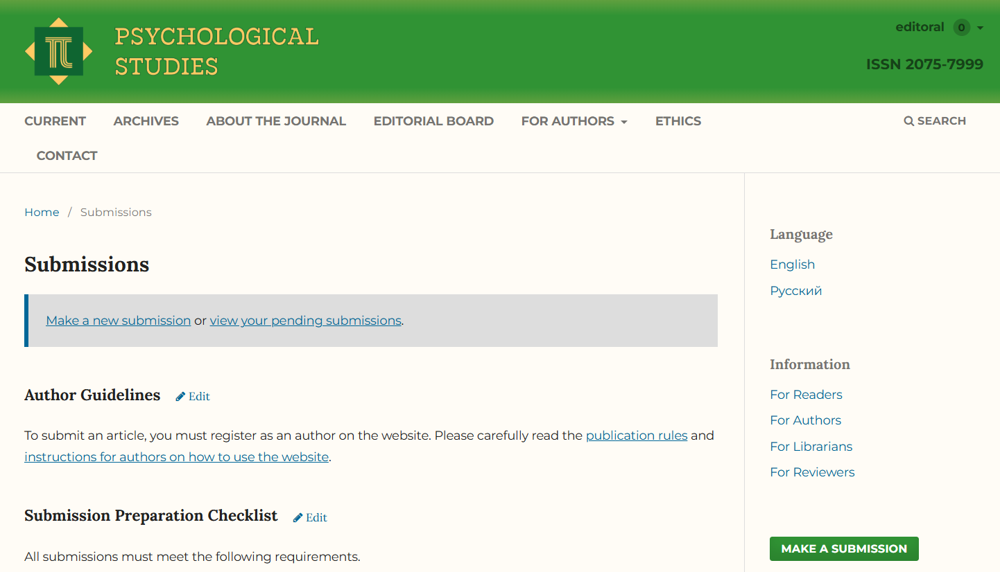 PSYCHOLOGICAL
STUDIES
editoral 0
ISSN 2075-7999
CURRENT ARCHIVES ABOUT THE JOURNAL EDITORIAL BOARD FOR AUTHORS ETHICS
SEARCH
CONTACT
Home / Submissions
Submissions
Make a new submission or view your pending submissions.
Author Guidelines Edit
To submit an article, you must register as an author on the website. Please carefully read the publication rules and
instructions for authors on how to use the website.
Submission Preparation Checklist Edit
All submissions must meet the following requirements.
Language
English
Русский
Information
For Readers
For Authors
For Librarians
For Reviewers
MAKE A SUBMISSION